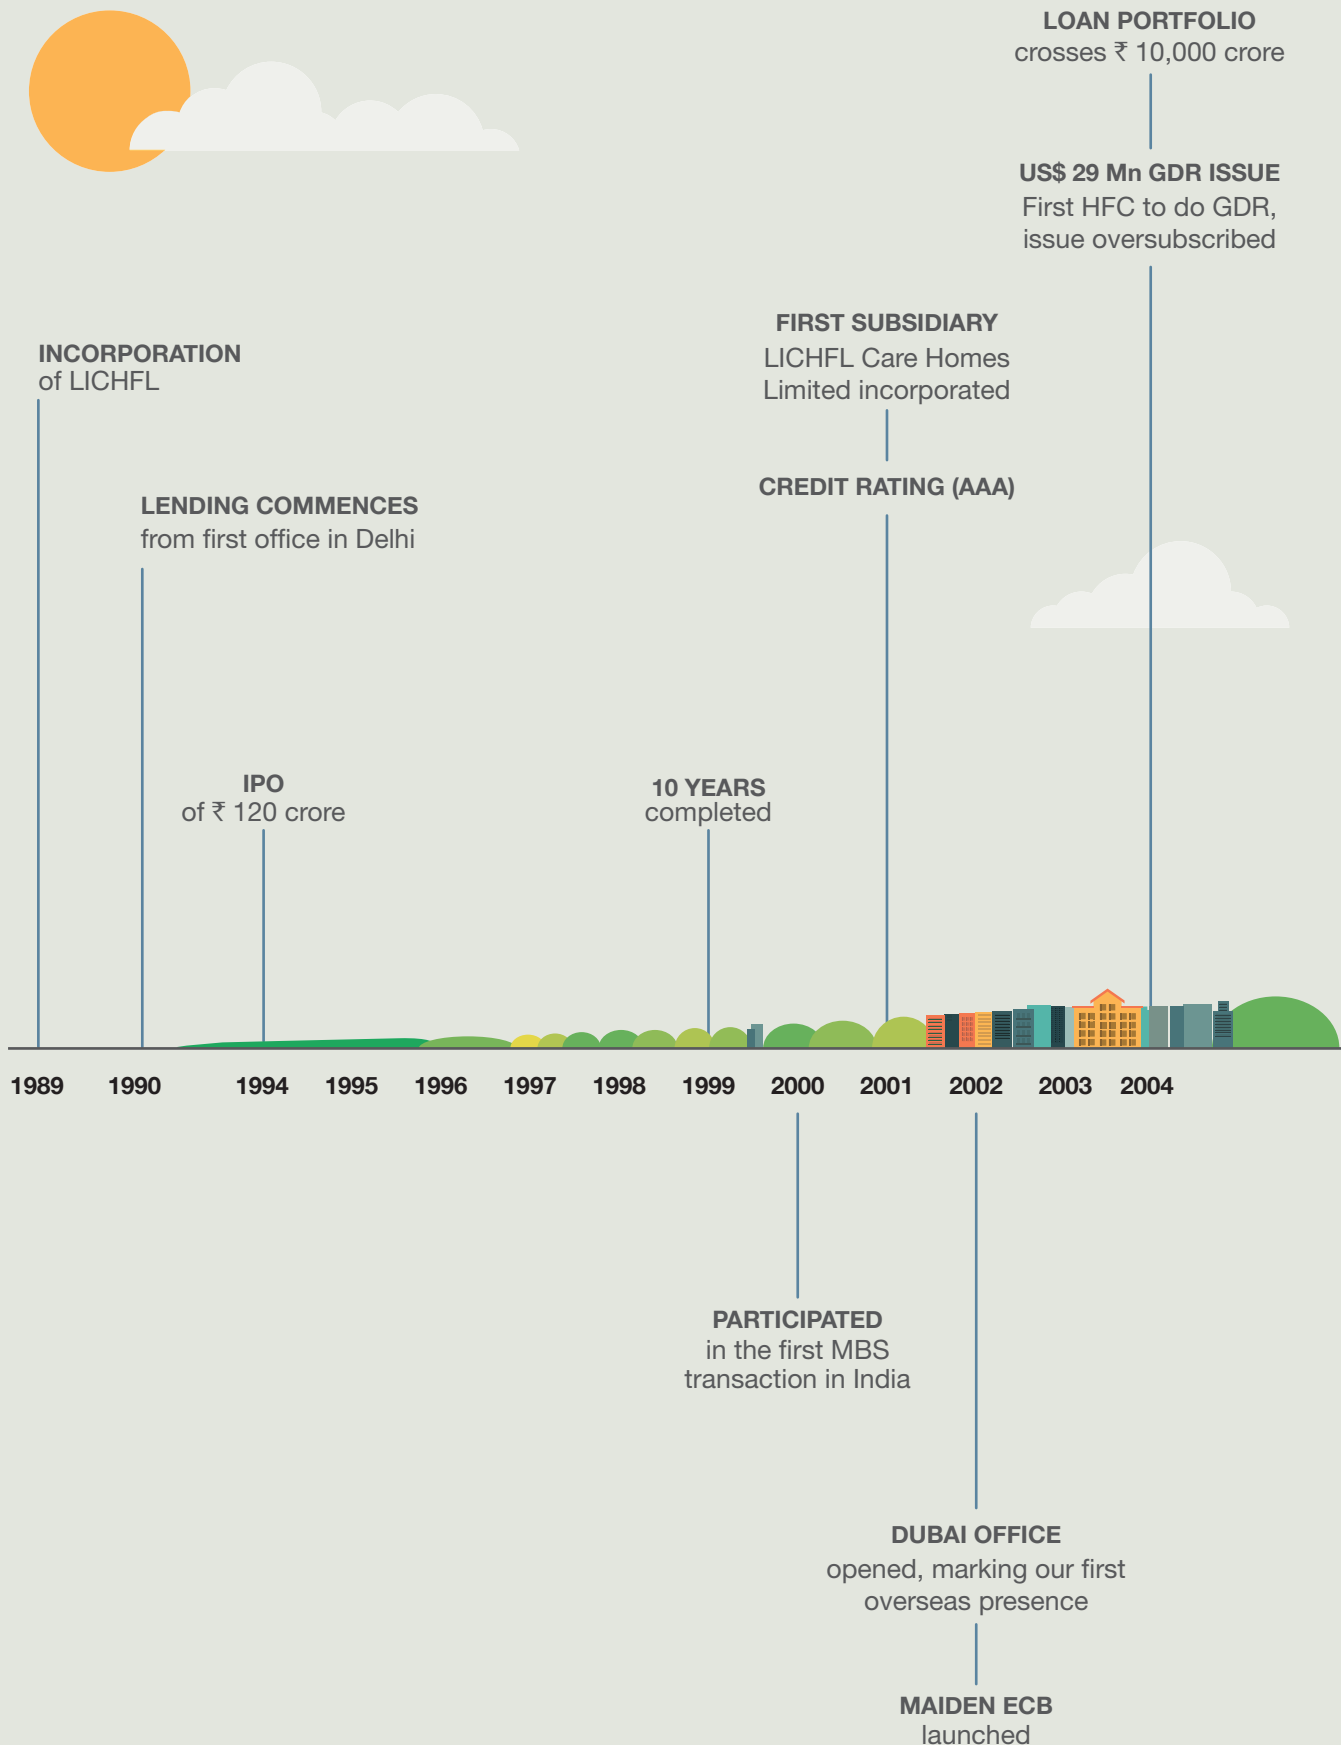 LOAN PORTFOLIO
crosses ₹ 10,000 crore
US$ 29 Mn GDR ISSUE
First HFC to do GDR,
issue oversubscribed
FIRST SUBSIDIARY
LICHFL Care Homes
Limited incorporated
INCORPORATION
of LICHFL
CREDIT RATING (AAA)
LENDING COMMENCES
from first office in Delhi
IPO
of ₹ 120 crore
10 YEARS
completed
1989 1990 1994 1995 1996 1997 1998 1999 2000 2001 2002 2003 2004
PARTICIPATED
in the first MBS
transaction in India
DUBAI OFFICE
opened, marking our first
overseas presence
MAIDEN ECB
launched